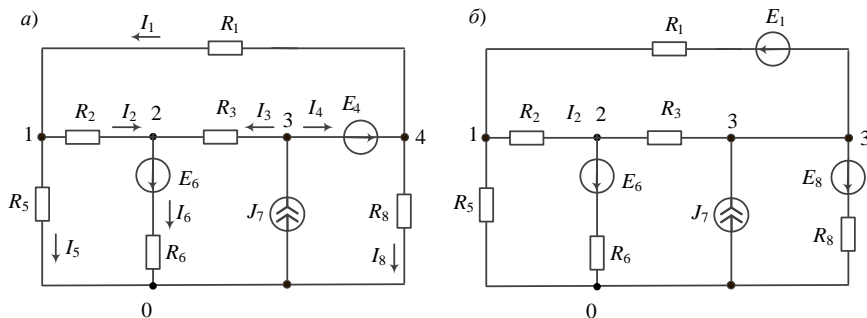 а)
I₁
R₁
1
R₂
I₂
2
R₃
I₃
3
I₄
E₄
4
R₅
I₅
E₆
I₆
R₆
J₇
R₈
I₈
0
б)
R₁
E₁
1
R₂
I₂
2
R₃
3
3
R₅
E₆
R₆
J₇
E₈
R₈
0